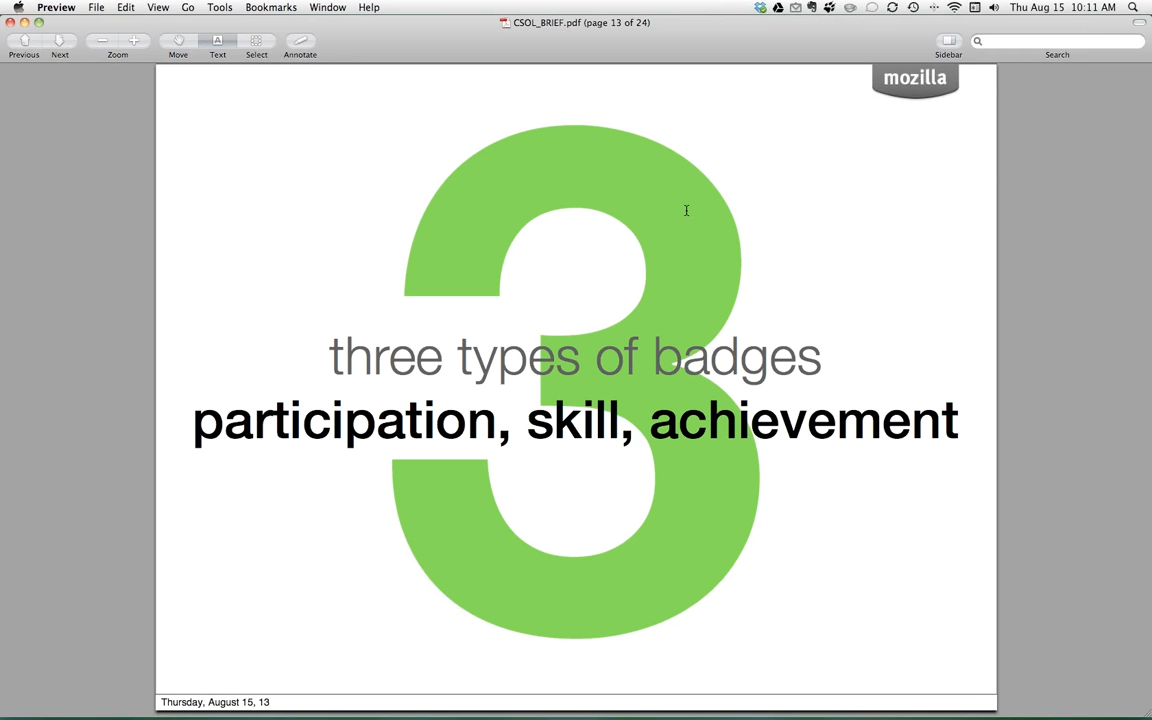 Preview File Edit View Go Tools Bookmarks Window Help Thu Aug 15 10:11 AM
CSOL_BRIEF.pdf (page 13 of 24)
Previous Next Zoom Move Text Select Annotate Sidebar Search
mozilla
3
three types of badges
participation, skill, achievement
Thursday, August 15, 13